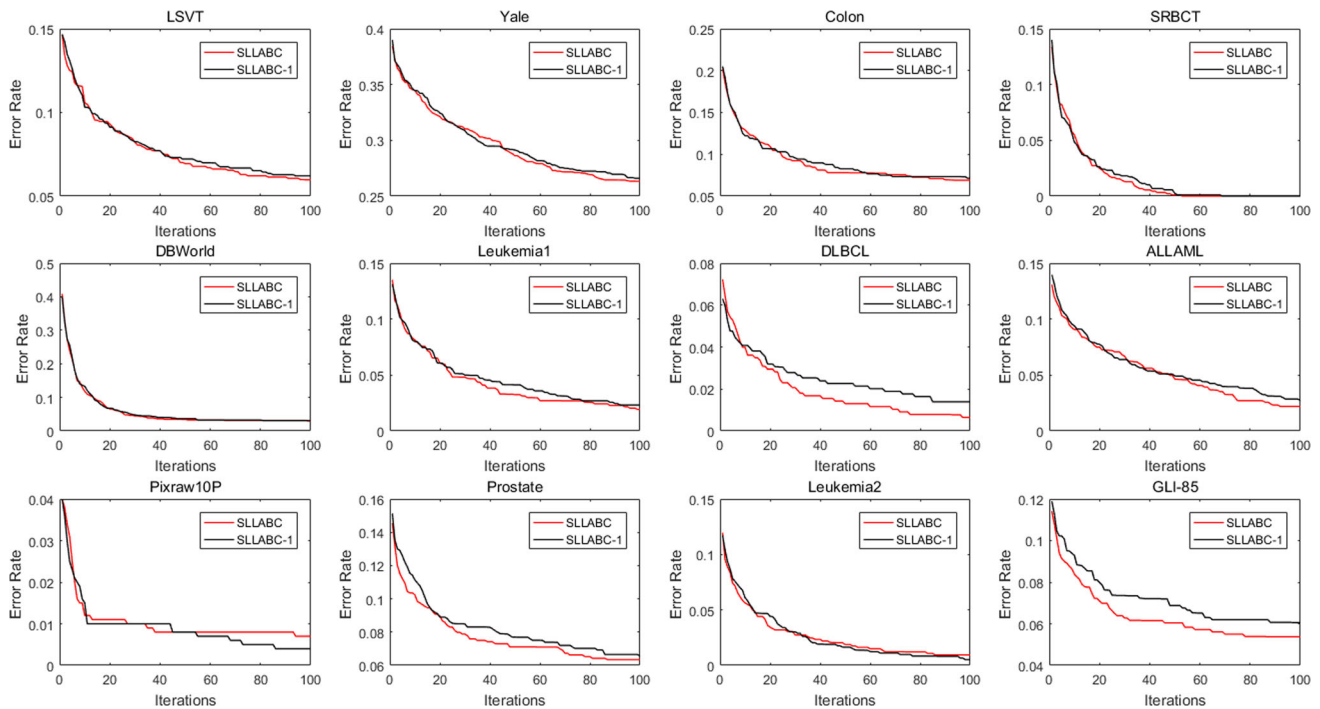 LSVT
0.15
0.1
0.05
Error Rate
SLLABC
SLLABC-1
0 20 40 60 80 100
Iterations
Yale
0.4
0.35
0.3
0.25
Error Rate
SLLABC
SLLABC-1
0 20 40 60 80 100
Iterations
Colon
0.25
0.2
0.15
0.1
0.05
Error Rate
SLLABC
SLLABC-1
0 20 40 60 80 100
Iterations
SRBCT
0.15
0.1
0.05
0
Error Rate
SLLABC
SLLABC-1
0 20 40 60 80 100
Iterations
DBWorld
0.5
0.4
0.3
0.2
0.1
0
Error Rate
SLLABC
SLLABC-1
0 20 40 60 80 100
Iterations
Leukemia1
0.15
0.1
0.05
0
Error Rate
SLLABC
SLLABC-1
0 20 40 60 80 100
Iterations
DLBCL
0.08
0.06
0.04
0.02
0
Error Rate
SLLABC
SLLABC-1
0 20 40 60 80 100
Iterations
ALLAML
0.15
0.1
0.05
0
Error Rate
SLLABC
SLLABC-1
0 20 40 60 80 100
Iterations
Pixraw10P
0.04
0.03
0.02
0.01
0
Error Rate
SLLABC
SLLABC-1
0 20 40 60 80 100
Iterations
Prostate
0.16
0.14
0.12
0.1
0.08
0.06
Error Rate
SLLABC
SLLABC-1
0 20 40 60 80 100
Iterations
Leukemia2
0.15
0.1
0.05
0
Error Rate
SLLABC
SLLABC-1
0 20 40 60 80 100
Iterations
GLI-85
0.12
0.1
0.08
0.06
0.04
Error Rate
SLLABC
SLLABC-1
0 20 40 60 80 100
Iterations